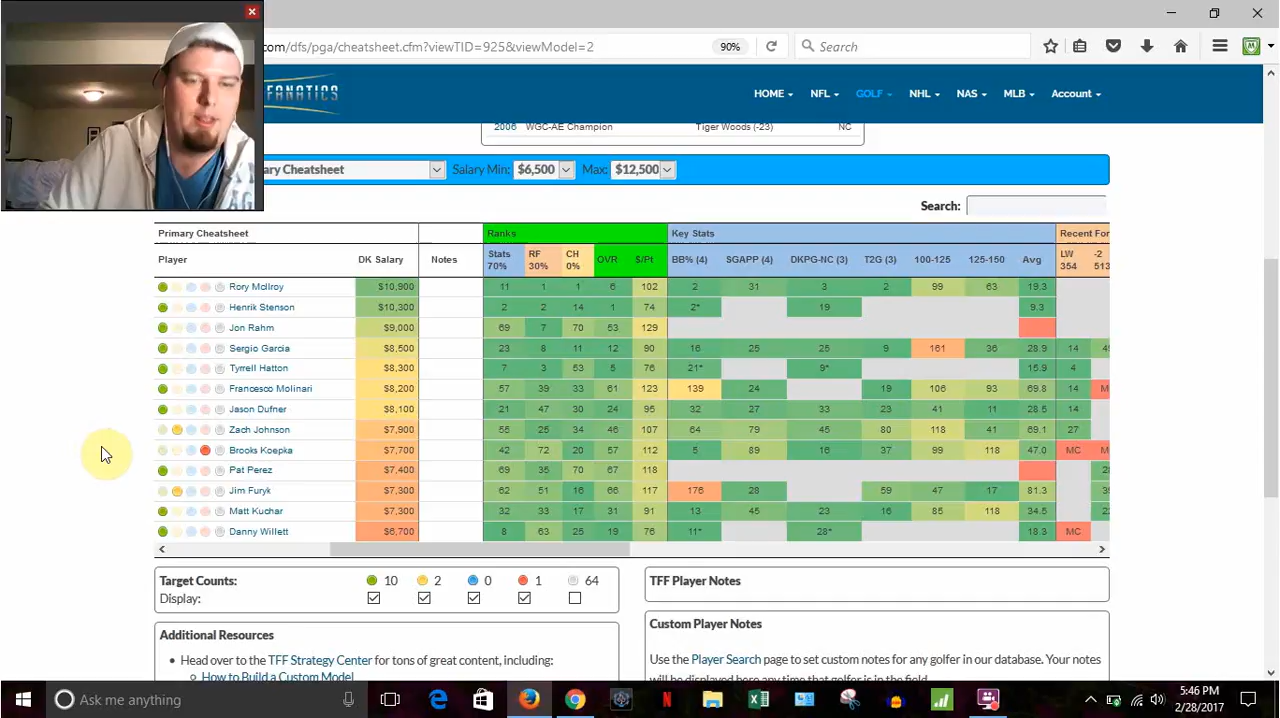 .com/dfs/pga/cheatsheet.cfm?viewTID=925&viewModel=2
90%
Search
FANATICS
HOME NFL GOLF NHL NAS MLB Account
2006 WGC-AE Champion Tiger Woods (-23) NC
ry Cheatsheet Salary Min: $6,500 Max: $12,500
Search:
Primary Cheatsheet Ranks Key Stats Recent For
Player DK Salary Notes Stats 70% RF 30% CH 0% OVR $/Pt BB% (4) SGAPP (4) DKPG-NC (3) T2G (3) 100-125 125-150 Avg LW 354 -2 513
Rory McIlroy $10,900 11 1 1 6 102 2 31 3 2 99 63 19.3
Henrik Stenson $10,300 2 2 14 1 74 2* 19 9.3
Jon Rahm $9,000 69 7 70 53 129
Sergio Garcia $8,500 23 8 11 12 90 16 25 25 9 161 36 28.9 14
Tyrrell Hatton $8,300 7 3 53 5 76 21* 9* 15.9 4
Francesco Molinari $8,200 57 39 33 61 123 139 24 19 106 93 69.8 14 M
Jason Dufner $8,100 21 47 30 24 95 32 27 33 23 41 11 28.5 14
Zach Johnson $7,900 55 25 34 46 107 64 79 45 80 118 41 69.1 27
Brooks Koepka $7,700 42 72 20 57 112 5 89 16 37 99 118 47.0 MC M
Pat Perez $7,400 69 35 70 67 118
Jim Furyk $7,300 62 51 16 66 117 176 28 59 47 17 81.3
Matt Kuchar $7,300 32 33 17 31 91 13 45 23 16 85 118 34.5
Danny Willett $6,700 8 63 25 19 76 11* 28* 18.3 MC
Target Counts: 10 2 0 1 64
Display:
TFF Player Notes
Additional Resources
Head over to the TFF Strategy Center for tons of great content, including:
How to Build a Custom Model
Custom Player Notes
Use the Player Search page to set custom notes for any golfer in our database. Your notes
will be displayed here any time that golfer is in the field.
Ask me anything
5:46 PM
2/28/2017